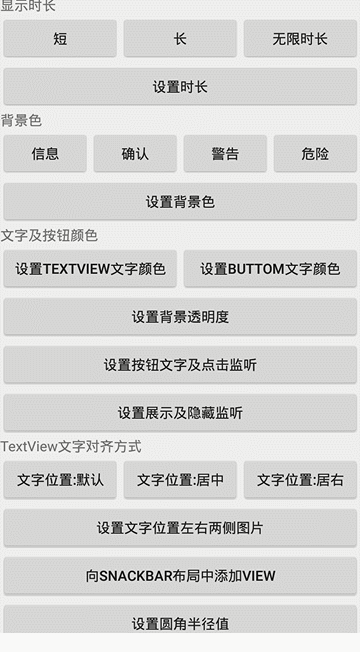 显示时长
短 长 无限时长
设置时长
背景色
信息 确认 警告 危险
设置背景色
文字及按钮颜色
设置TEXTVIEW文字颜色 设置BUTTOM文字颜色
设置背景透明度
设置按钮文字及点击监听
设置展示及隐藏监听
TextView文字对齐方式
文字位置:默认 文字位置:居中 文字位置:居右
设置文字位置左右两侧图片
向SNACKBAR布局中添加VIEW
设置圆角半径值